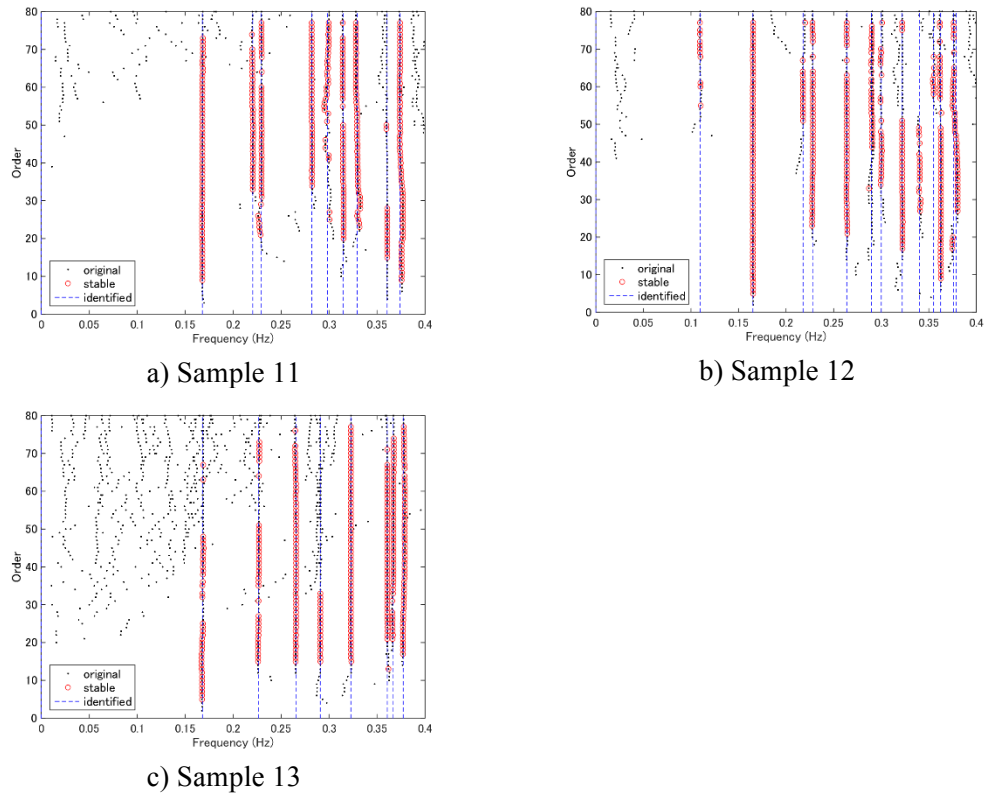 80
70
60
50
40
30
20
10
0
Order
original
stable
identified
0 0.05 0.1 0.15 0.2 0.25 0.3 0.35 0.4
Frequency (Hz)
a) Sample 11
80
70
60
50
40
30
20
10
0
Order
original
stable
identified
0 0.05 0.1 0.15 0.2 0.25 0.3 0.35 0.4
Frequency (Hz)
b) Sample 12
80
70
60
50
40
30
20
10
0
Order
original
stable
identified
0 0.05 0.1 0.15 0.2 0.25 0.3 0.35 0.4
Frequency (Hz)
c) Sample 13